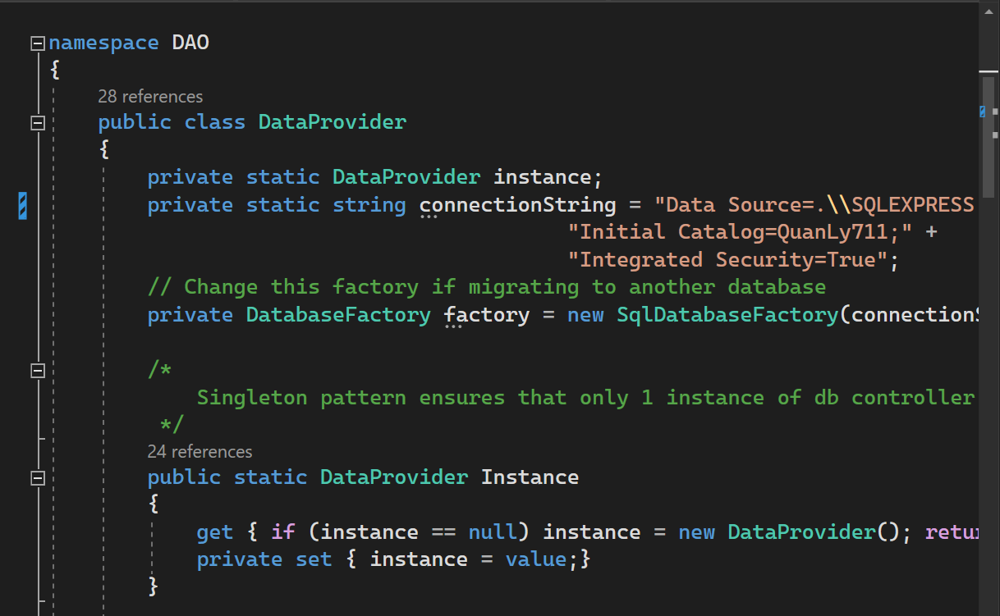 namespace DAO
{
28 references
public class DataProvider
{
private static DataProvider instance;
private static string connectionString = "Data Source=.\\SQLEXPRESS
"Initial Catalog=QuanLy711;" +
"Integrated Security=True";
// Change this factory if migrating to another database
private DatabaseFactory factory = new SqlDatabaseFactory(connection
/*
Singleton pattern ensures that only 1 instance of db controller
*/
24 references
public static DataProvider Instance
{
get { if (instance == null) instance = new DataProvider(); retu
private set { instance = value;}
}